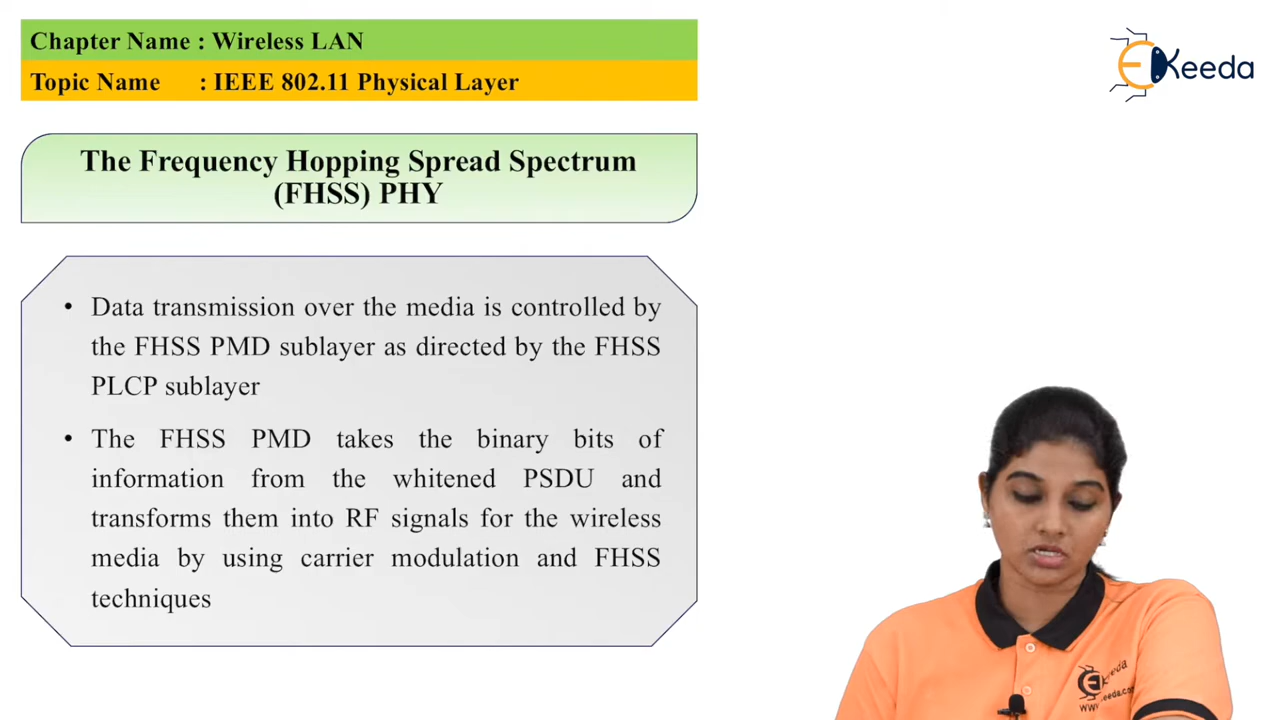 Chapter Name : Wireless LAN
Topic Name : IEEE 802.11 Physical Layer
Keeda
The Frequency Hopping Spread Spectrum
(FHSS) PHY
• Data transmission over the media is controlled by
the FHSS PMD sublayer as directed by the FHSS
PLCP sublayer
• The FHSS PMD takes the binary bits of
information from the whitened PSDU and
transforms them into RF signals for the wireless
media by using carrier modulation and FHSS
techniques